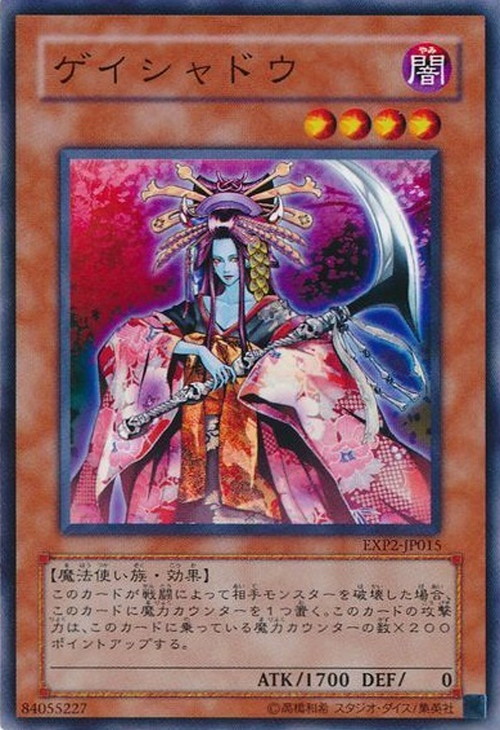 ゲイシャドウ
闇
EXP2-JP015
【魔法使い族・効果】
このカードが戦闘によって相手モンスターを破壊した場合、
このカードに魔力カウンターを１つ置く。このカードの攻撃
力は、このカードに乗っている魔力カウンターの数×２００
ポイントアップする。
ATK/1700 DEF/ 0
84055227
©高橋和希 スタジオ・ダイス/集英社